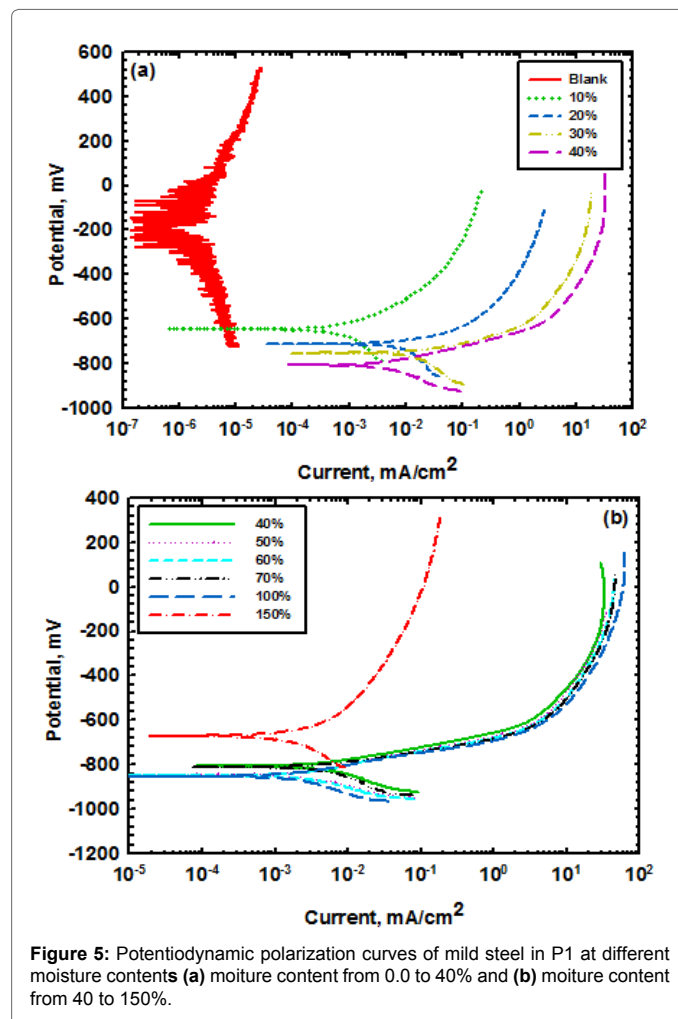 600
400
200
0
-200
-400
-600
-800
-1000
Potential, mV
(a)
Blank
10%
20%
30%
40%
10-7 10-6 10-5 10-4 10-3 10-2 10-1 100 101 102
Current, mA/cm2
400
200
0
-200
-400
-600
-800
-1000
-1200
Potential, mV
40%
50%
60%
70%
100%
150%
(b)
10-5 10-4 10-3 10-2 10-1 100 101 102
Current, mA/cm2
Figure 5: Potentiodynamic polarization curves of mild steel in P1 at different
moisture contents (a) moiture content from 0.0 to 40% and (b) moiture content
from 40 to 150%.